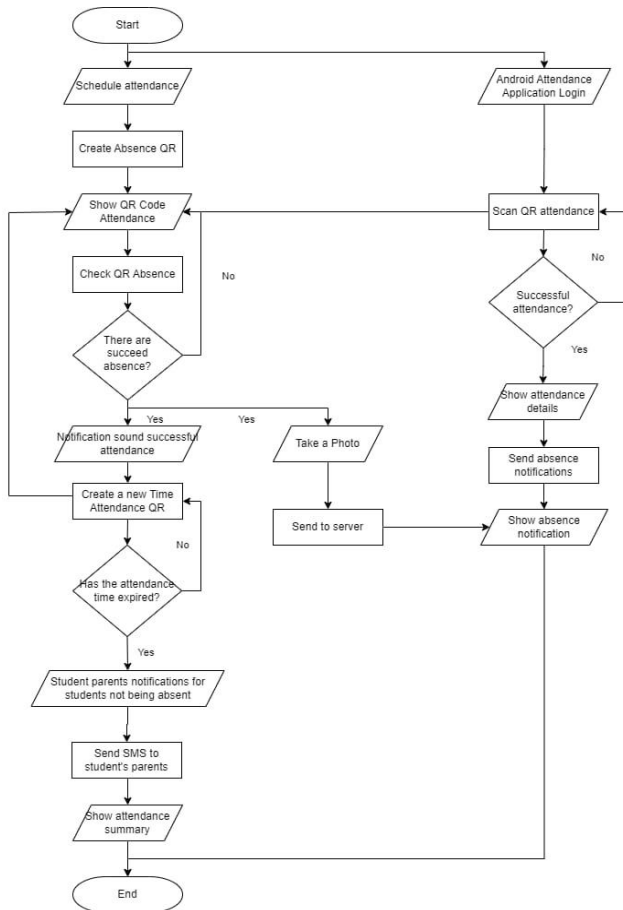 Start
Schedule attendance
Android Attendance
Application Login
Create Absence QR
Show QR Code
Attendance
Scan QR attendance
Check QR Absence
No
No
There are
succeed
absence?
Successful
attendance?
Yes
Show attendance
details
Yes
Yes
Notification sound successful
attendance
Take a Photo
Send absence
notifications
Create a new Time
Attendance QR
Send to server
Show absence
notification
No
Has the attendance
time expired?
Yes
Student parents notifications for
students not being absent
Send SMS to
student's parents
Show attendance
summary
End